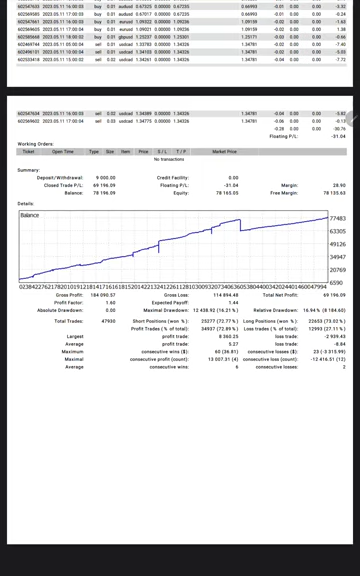 602547633 2023.05.11 16:00:03 buy 0.01 audusd 0.67325 0.00000 0.67235 0.66993 -0.01 0.00 0.00 -3.32
602569585 2023.05.11 17:00:03 buy 0.01 audusd 0.67017 0.00000 0.67235 0.66993 -0.01 0.00 0.00 -0.24
602547661 2023.05.11 16:00:03 buy 0.01 eurusd 1.09322 0.00000 1.09236 1.09159 -0.02 0.00 0.00 -1.63
602569605 2023.05.11 17:00:03 buy 0.01 eurusd 1.09021 0.00000 1.09236 1.09159 -0.02 0.00 0.00 1.38
602585668 2023.05.11 18:00:03 buy 0.01 gbpusd 1.25237 0.00000 1.25301 1.25171 -0.02 0.00 0.00 -0.66
602469744 2023.05.11 05:00:04 sell 0.01 usdcad 1.33783 0.00000 1.34326 1.34781 -0.04 0.00 0.00 -7.40
602496101 2023.05.11 10:00:04 sell 0.01 usdcad 1.34103 0.00000 1.34326 1.34781 -0.04 0.00 0.00 -5.03
602533418 2023.05.11 15:00:02 sell 0.03 usdcad 1.34434 0.00000 1.34326 1.34781 -0.04 0.00 0.00 -7.72
602547634 2023.05.11 16:00:04 sell 0.02 usdcad 1.34389 0.00000 1.34326 1.34781 -0.04 0.00 0.00 -5.82
602569602 2023.05.11 17:00:04 sell 0.03 usdcad 1.34775 0.00000 1.34326 1.34781 -0.06 0.00 0.00 -0.13
-0.28 0.00 0.00 -30.76
Floating P/L: -31.04
Working Orders:
Ticket Open Time Type Size Item Price S / L T / P Market Price
No transactions
Summary:
Deposit/Withdrawal: 9 000.00 Credit Facility: 0.00
Closed Trade P/L: 69 196.09 Floating P/L: -31.04 Margin: 28.90
Balance: 78 196.09 Equity: 78 165.05 Free Margin: 78 135.63
Details:
Balance
77483
63305
49126
34947
20769
6590
Gross Profit: 184 090.57 Gross Loss: 114 894.48 Total Net Profit: 69 196.09
Profit Factor: 1.60 Expected Payoff: 1.44
Absolute Drawdown: 0.00 Maximal Drawdown: 12 438.92 (16.21%) Relative Drawdown: 16.94% (8 184.60)
Total Trades: 47930 Short Positions (won %): 25277 (72.77%) Long Positions (won %): 22653 (73.02%)
Profit Trades (% of total): 34937 (72.89%) Loss trades (% of total): 12993 (27.11%)
Largest profit trade: 8 360.25 loss trade: -2 939.43
Average profit trade: 5.27 loss trade: -8.84
Maximum consecutive wins ($): 60 (36.81) consecutive losses ($): 23 (-3 315.99)
Maximal consecutive profit (count): 13 007.31 (4) consecutive loss (count): -12 416.51 (12)
Average consecutive wins: 6 consecutive losses: 2